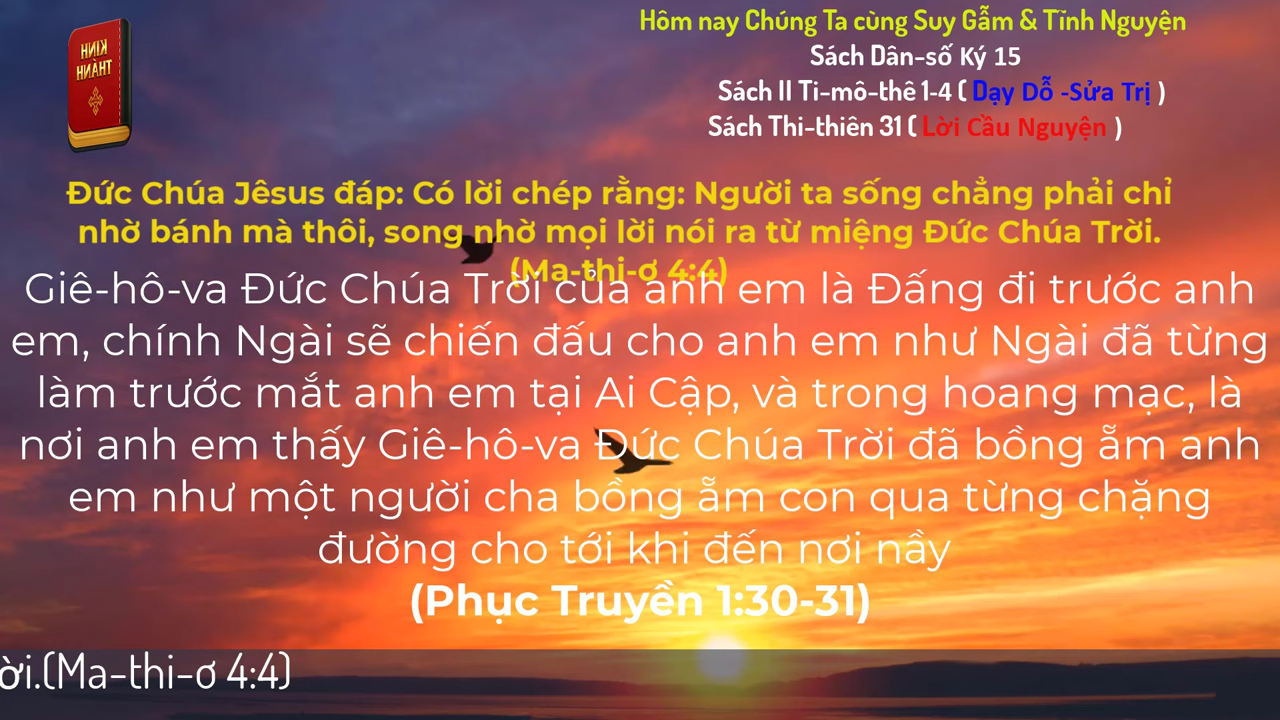 Hôm nay Chúng Ta cùng Suy Gẫm & Tĩnh Nguyện
Sách Dân-số Ký 15
Sách II Ti-mô-thê 1-4 ( Dạy Dỗ -Sửa Trị )
Sách Thi-thiên 31 ( Lời Cầu Nguyện )
KINH
THÀNH
Đức Chúa Jêsus đáp: Có lời chép rằng: Người ta sống chẳng phải chỉ
nhờ bánh mà thôi, song nhờ mọi lời nói ra từ miệng Đức Chúa Trời.
(Ma-thi-ơ 4:4)
Giê-hô-va Đức Chúa Trời của anh em là Đấng đi trước anh
em, chính Ngài sẽ chiến đấu cho anh em như Ngài đã từng
làm trước mắt anh em tại Ai Cập, và trong hoang mạc, là
nơi anh em thấy Giê-hô-va Đức Chúa Trời đã bồng ẵm anh
em như một người cha bồng ẵm con qua từng chặng
đường cho tới khi đến nơi nầy
(Phục Truyền 1:30-31)
ời.(Ma-thi-ơ 4:4)